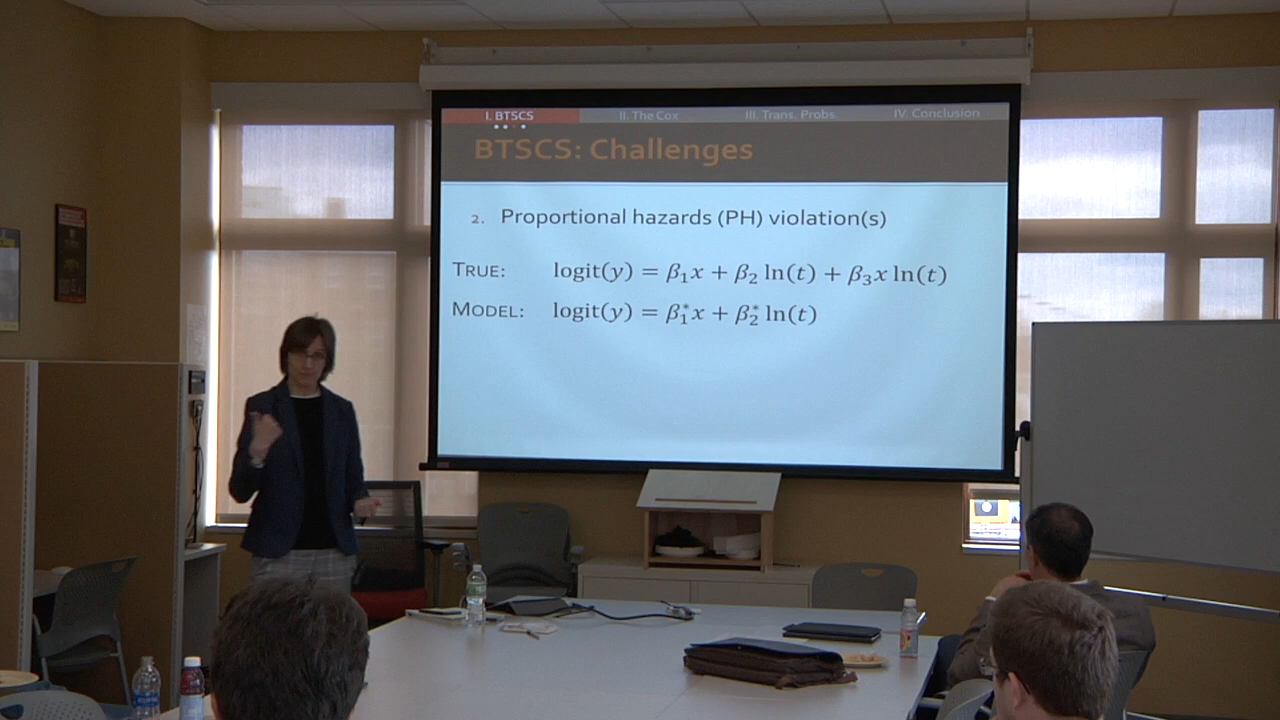 I. BTSCS II. The Cox III. Trans. Probs. IV. Conclusion
BTSCS: Challenges
2. Proportional hazards (PH) violation(s)
TRUE: logit(y) = β₁x + β₂ ln(t) + β₃x ln(t)
MODEL: logit(y) = β₁*x + β₂* ln(t)